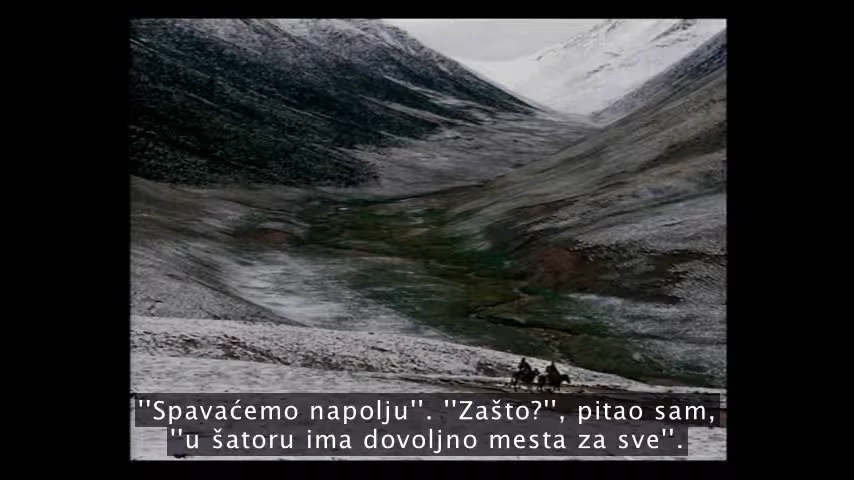 ''Spavaćemo napolju''. ''Zašto?'', pitao sam,
''u šatoru ima dovoljno mesta za sve''.